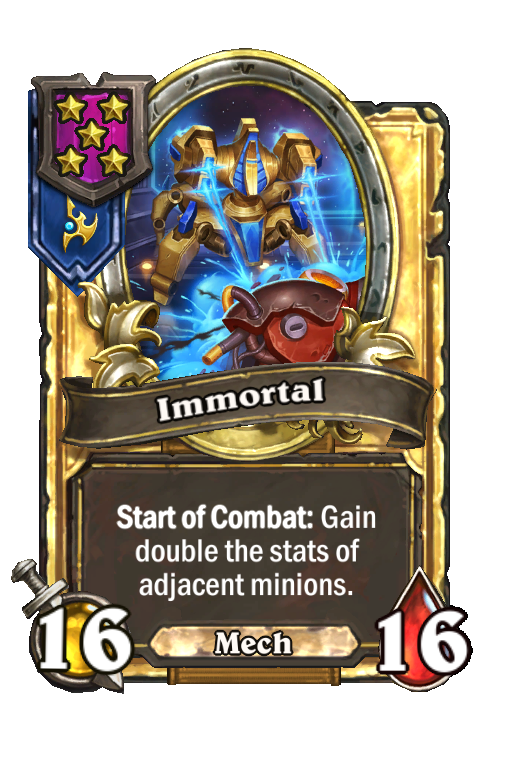 Immortal
Start of Combat: Gain
double the stats of
adjacent minions.
16
Mech
16